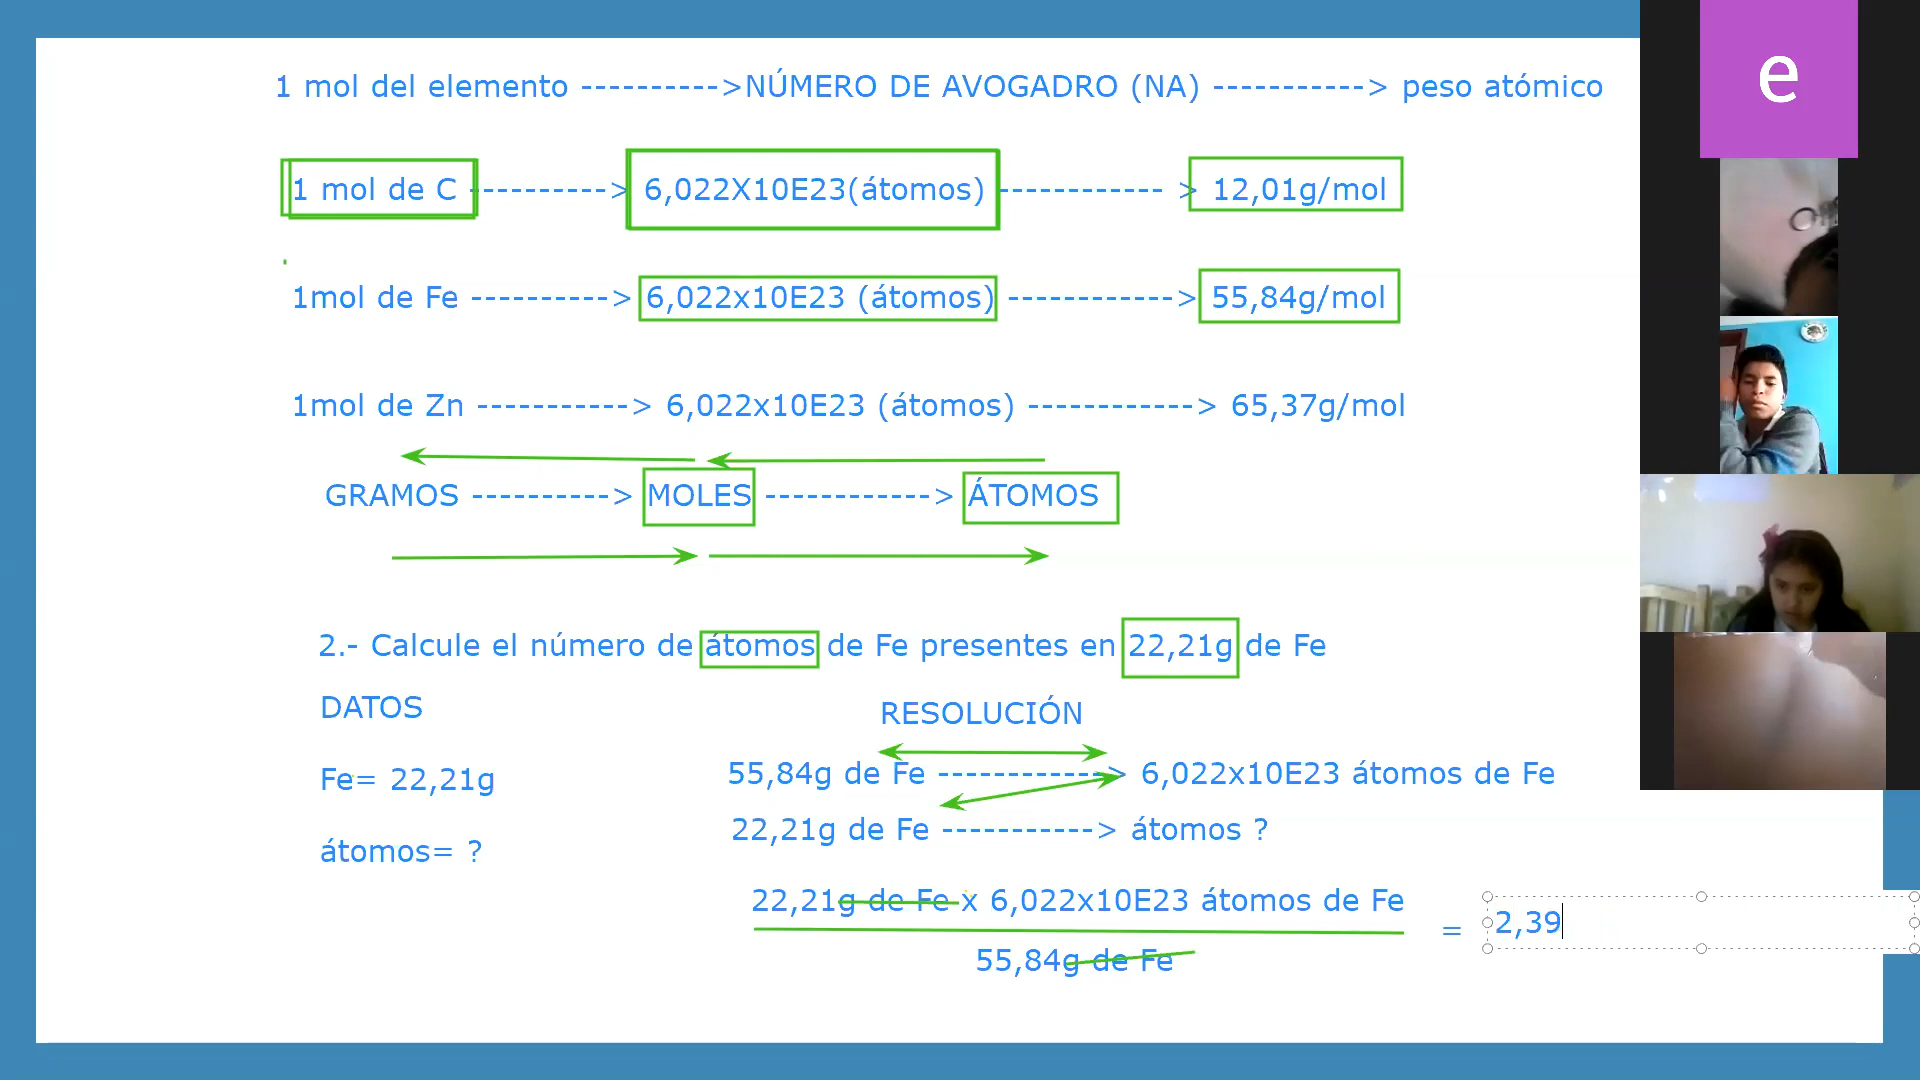 1 mol del elemento ---------->NÚMERO DE AVOGADRO (NA) -----------> peso atómico
e
1 mol de C ----------> 6,022X10E23(átomos) ------------ > 12,01g/mol
1mol de Fe ----------> 6,022x10E23 (átomos) ------------> 55,84g/mol
1mol de Zn -----------> 6,022x10E23 (átomos) ------------> 65,37g/mol
GRAMOS ----------> MOLES ------------> ÁTOMOS
2.- Calcule el número de átomos de Fe presentes en 22,21g de Fe
DATOS
RESOLUCIÓN
Fe= 22,21g
55,84g de Fe ------------> 6,022x10E23 átomos de Fe
22,21g de Fe -----------> átomos ?
átomos= ?
22,21g de Fe x 6,022x10E23 átomos de Fe
= 2,39
55,84g de Fe